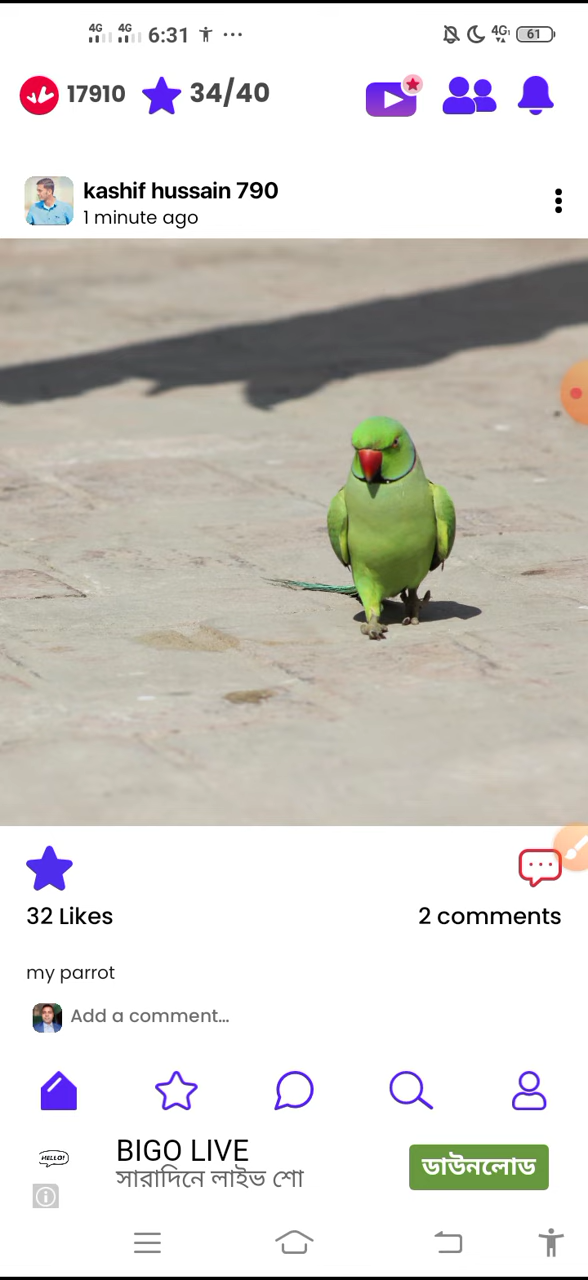 4G 4G 6:31 ... 4G 61
17910 34/40
kashif hussain 790
1 minute ago
32 Likes
2 comments
my parrot
Add a comment...
HELLO!
BIGO LIVE
সারাদিনে লাইভ শো
ডাউনলোড